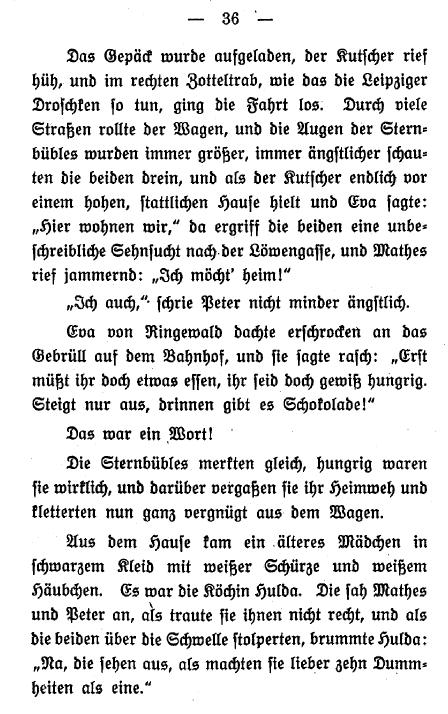 — 36 —
Das Gepäck wurde aufgeladen, der Kutscher rief
hüh, und im rechten Zotteltrab, wie das die Leipziger
Droschken so tun, ging die Fahrt los. Durch viele
Straßen rollte der Wagen, und die Augen der Stern-
bübles wurden immer größer, immer ängstlicher schau-
ten die beiden drein, und als der Kutscher endlich vor
einem hohen, stattlichen Hause hielt und Eva sagte:
„Hier wohnen wir,“ da ergriff die beiden eine unbe-
schreibliche Sehnsucht nach der Löwengasse, und Mathes
rief jammernd: „Ich möcht' heim!“
„Ich auch,“ schrie Peter nicht minder ängstlich.
Eva von Ringewald dachte erschrocken an das
Gebrüll auf dem Bahnhof, und sie sagte rasch: „Erst
müßt ihr doch etwas essen, ihr seid doch gewiß hungrig.
Steigt nur aus, drinnen gibt es Schokolade!“
Das war ein Wort!
Die Sternbübles merkten gleich, hungrig waren
sie wirklich, und darüber vergaßen sie ihr Heimweh und
kletterten nun ganz vergnügt aus dem Wagen.
Aus dem Hause kam ein älteres Mädchen in
schwarzem Kleid mit weißer Schürze und weißem
Häubchen. Es war die Köchin Hulda. Die sah Mathes
und Peter an, als traute sie ihnen nicht recht, und als
die beiden über die Schwelle stolperten, brummte Hulda:
„Na, die sehen aus, als machten sie lieber zehn Dumm-
heiten als eine.“